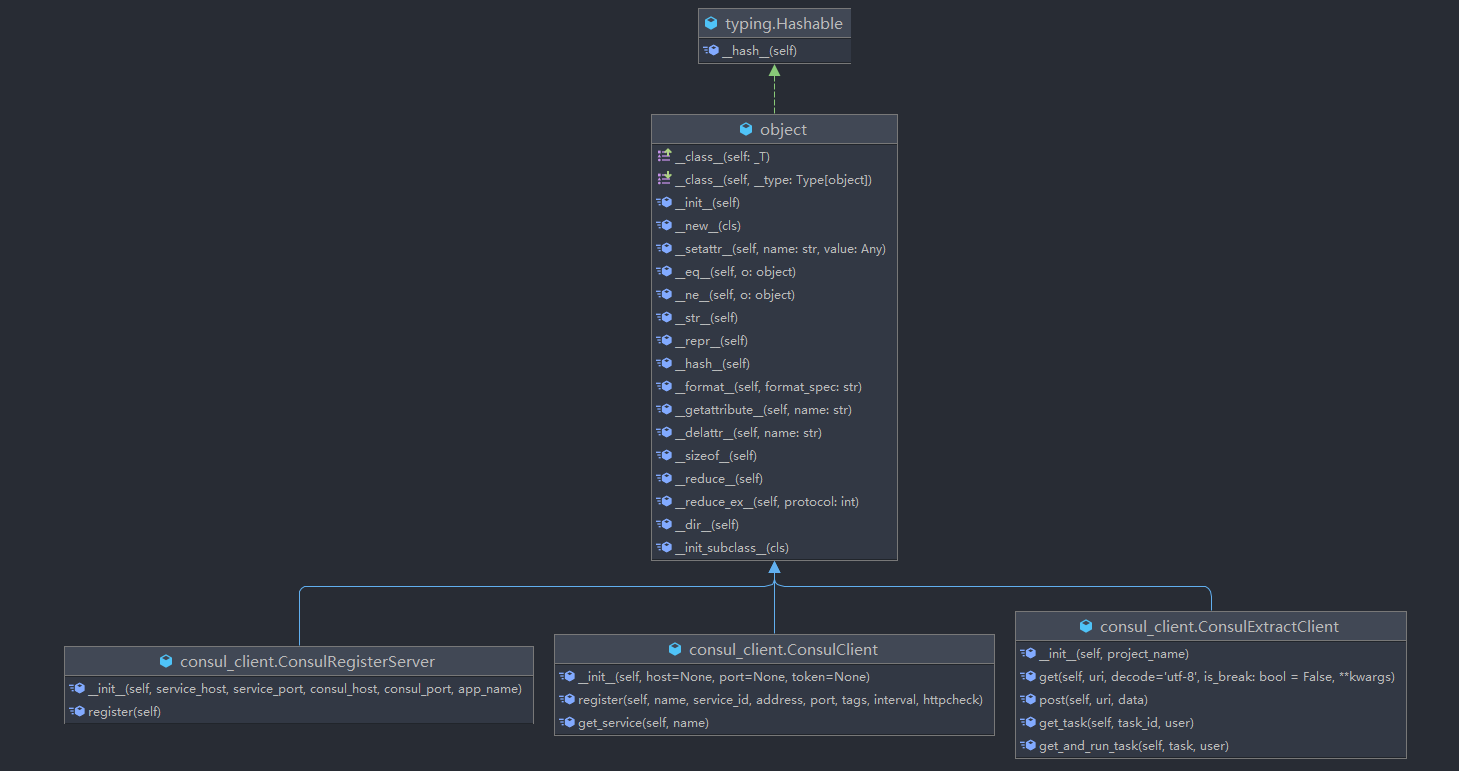 typing.Hashable
__hash__(self)
object
__class__(self: _T)
__class__(self, __type: Type[object])
__init__(self)
__new__(cls)
__setattr__(self, name: str, value: Any)
__eq__(self, o: object)
__ne__(self, o: object)
__str__(self)
__repr__(self)
__hash__(self)
__format__(self, format_spec: str)
__getattribute__(self, name: str)
__delattr__(self, name: str)
__sizeof__(self)
__reduce__(self)
__reduce_ex__(self, protocol: int)
__dir__(self)
__init_subclass__(cls)
consul_client.ConsulRegisterServer
__init__(self, service_host, service_port, consul_host, consul_port, app_name)
register(self)
consul_client.ConsulClient
__init__(self, host=None, port=None, token=None)
register(self, name, service_id, address, port, tags, interval, httpcheck)
get_service(self, name)
consul_client.ConsulExtractClient
__init__(self, project_name)
get(self, uri, decode='utf-8', is_break: bool = False, **kwargs)
post(self, uri, data)
get_task(self, task_id, user)
get_and_run_task(self, task, user)